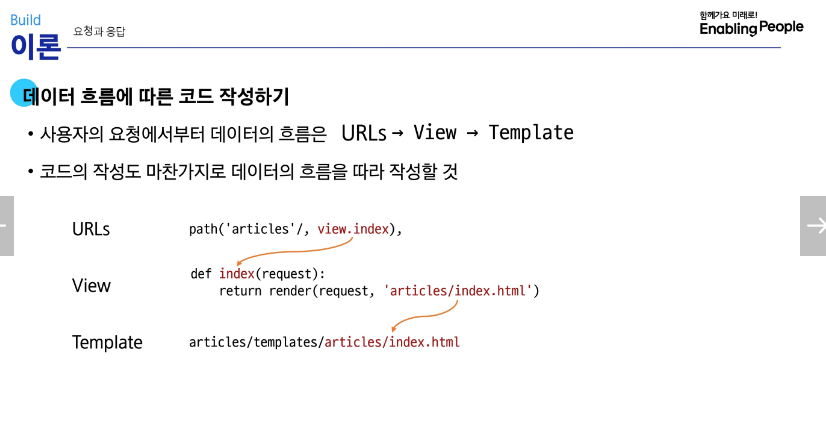 Build
이론
요청과 응답
함께가요 미래로!
Enabling People
데이터 흐름에 따른 코드 작성하기
• 사용자의 요청에서부터 데이터의 흐름은 URLs → View → Template
• 코드의 작성도 마찬가지로 데이터의 흐름을 따라 작성할 것
URLs path('articles'/, view.index),
View def index(request):
return render(request, 'articles/index.html')
Template articles/templates/articles/index.html